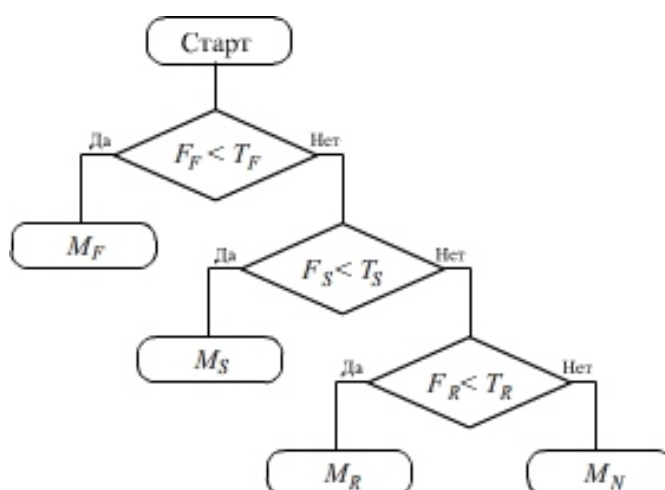 Старт
Да
Нет
F_F < T_F
M_F
Да
Нет
F_S < T_S
M_S
Да
Нет
F_R < T_R
M_R
M_N